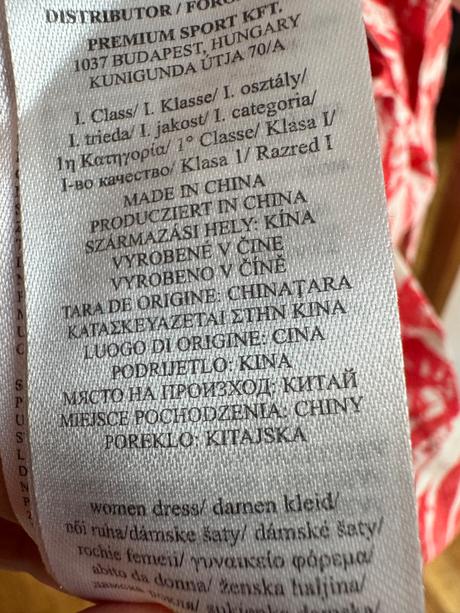 DISTRIBUTOR /
PREMIUM SPORT KFT.
1037 BUDAPEST, HUNGARY
KUNIGUNDA ÚTJA 70/A
I. Class/ I. Klasse/ I. osztály/
I. trieda/ I. jakost/ I. categoria/
1η Κατηγορία/ 1° Classe/ Klasa I/
I-во качество/ Klasa 1/ Razred I
MADE IN CHINA
PRODUCZIERT IN CHINA
SZÁRMAZÁSI HELY: KÍNA
VYROBENÉ V ČINE
VYROBENO V ČÍNĚ
TARA DE ORIGINE: CHINAȚARA
ΚΑΤΑΣΚΕΥΑΖΕΤΑΙ ΣΤΗΝ ΚΙΝΑ
LUOGO DI ORIGINE: CINA
PODRIJETLO: KINA
МЯСТО НА ПРОИЗХОД: КИТАЙ
MIEJSCE POCHODZENIA: CHINY
POREKLO: KITAJSKA
women dress/ damen kleid/
női ruha/dámske šaty/ dámské šaty/
rochie femeii/ γυναικείο φόρεμα/
abito da donna/ ženska haljina/